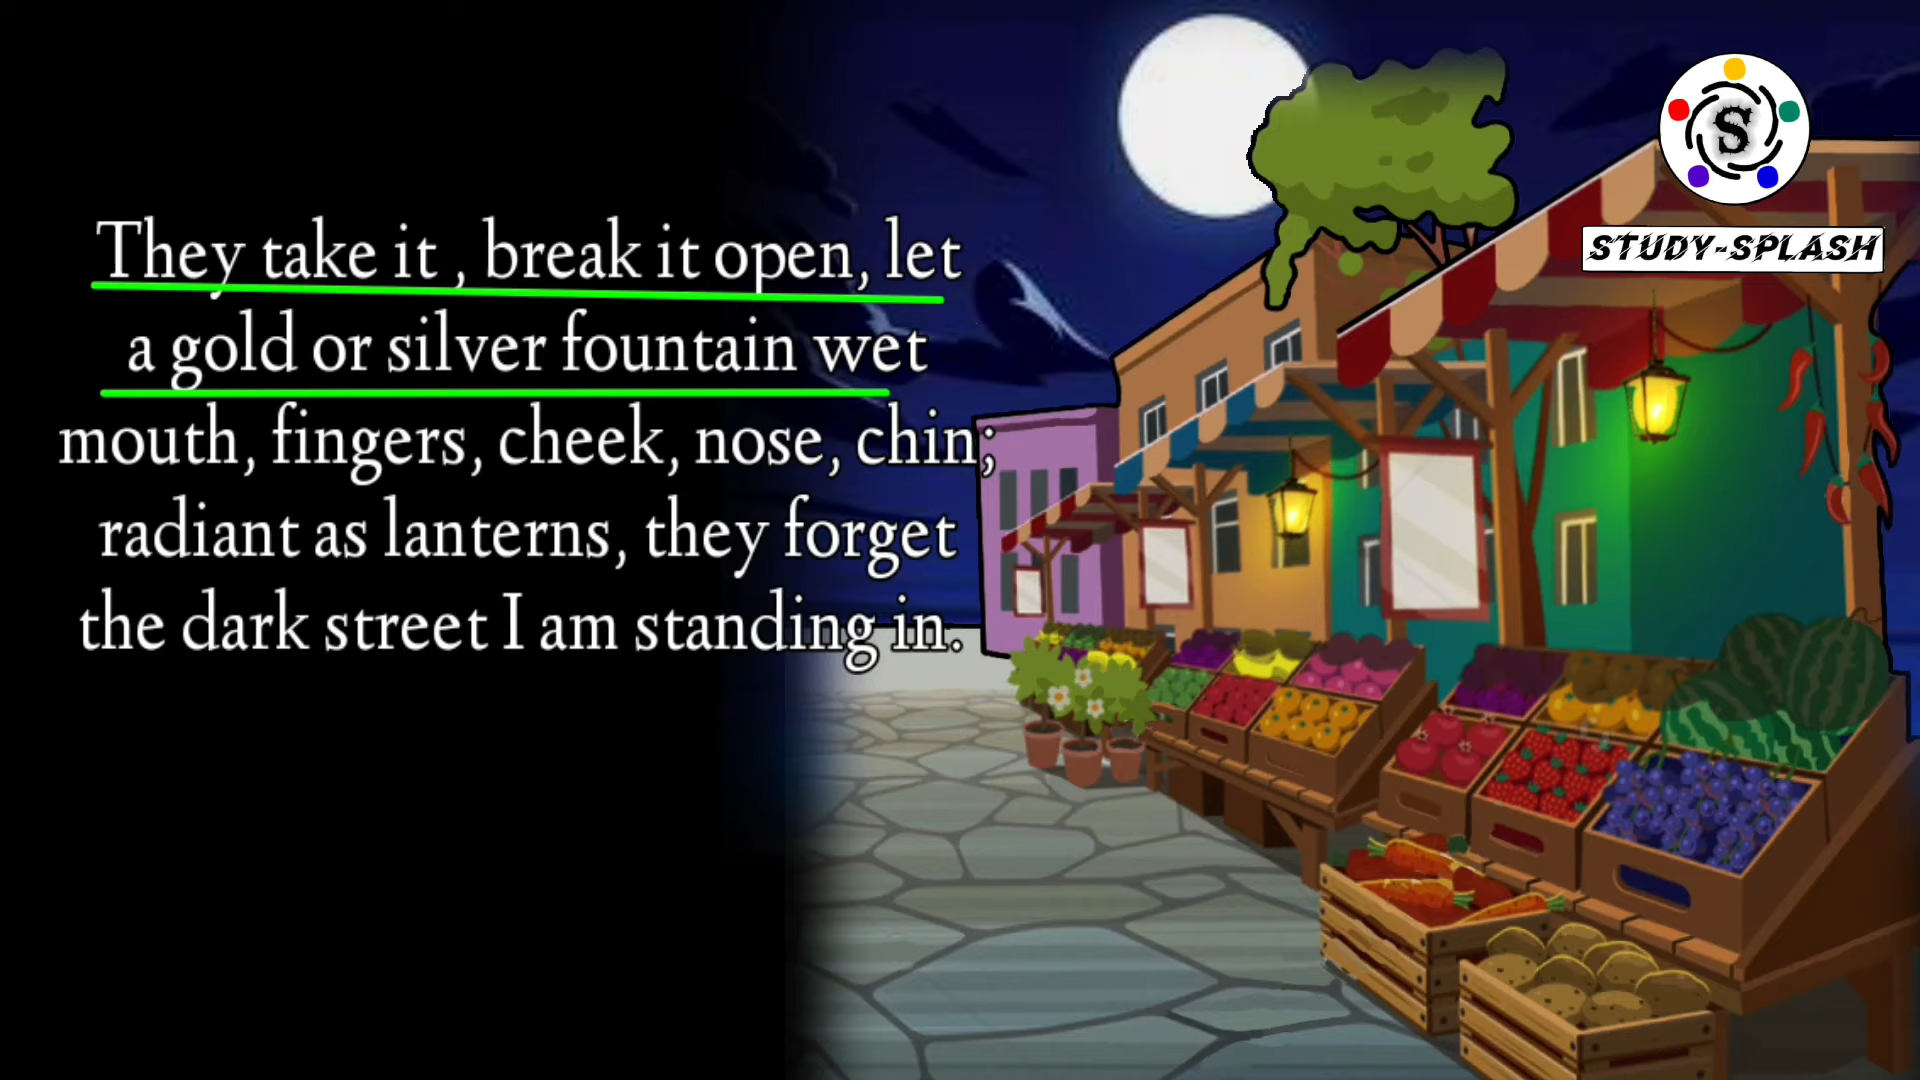 They take it , break it open, let
a gold or silver fountain wet
mouth, fingers, cheek, nose, chin;
radiant as lanterns, they forget
the dark street I am standing in.
S
STUDY-SPLASH